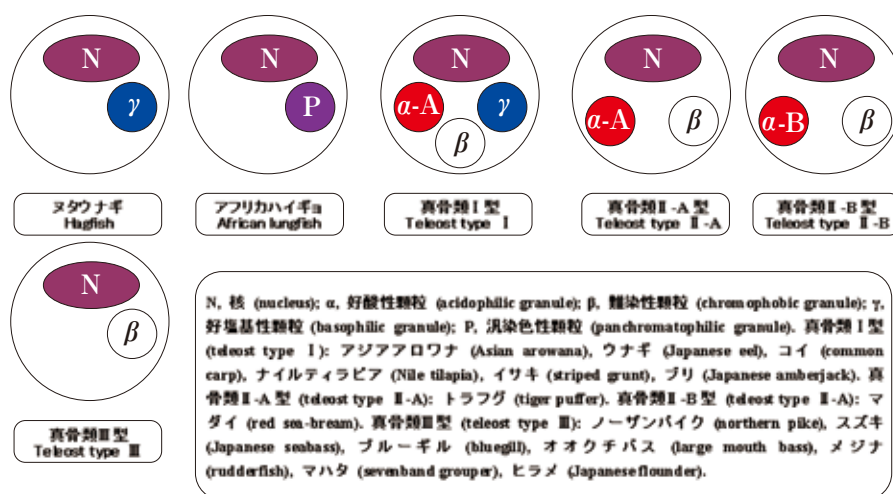 N
γ
N
P
N
α-A
γ
β
N
α-A
β
N
α-B
β
ヌタウナギ
Hagfish
アフリカハイギョ
African lungfish
真骨類Ⅰ型
Teleost type Ⅰ
真骨類Ⅱ-A型
Teleost type Ⅱ-A
真骨類Ⅱ-B型
Teleost type Ⅱ-B
N
β
真骨類Ⅲ型
Teleost type Ⅲ
N, 核 (nucleus); α, 好酸性顆粒 (acidophilic granule); β, 難染性顆粒 (chromophobic granule); γ,
好塩基性顆粒 (basophilic granule); P, 汎染色性顆粒 (panchromatophilic granule). 真骨類Ⅰ型
(teleost type Ⅰ): アジアアロワナ (Asian arowana), ウナギ (Japanese eel), コイ (common
carp), ナイルティラピア (Nile tilapia), イサキ (striped grunt), ブリ (Japanese amberjack). 真
骨類Ⅱ-A型 (teleost type Ⅱ-A): トラフグ (tiger puffer). 真骨類Ⅱ-B型 (teleost type Ⅱ-A): マ
ダイ (red sea-bream). 真骨類Ⅲ型 (teleost type Ⅲ): ノーザンパイク (northern pike), スズキ
(Japanese seabass), ブルーギル (bluegill), オオクチバス (large mouth bass), メジナ
(rudderfish), マハタ (sevenband grouper), ヒラメ (Japanese flounder).